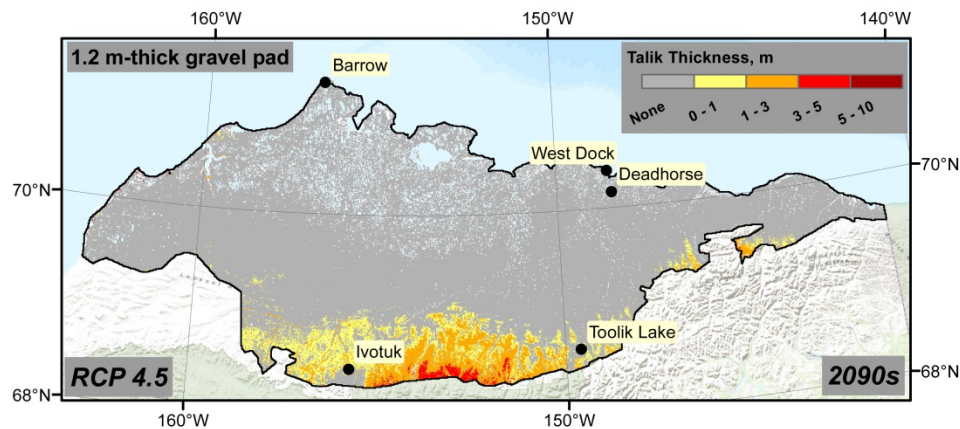 160°W
150°W
140°W
1.2 m-thick gravel pad
Talik Thickness, m
None
0 - 1
1 - 3
3 - 5
5 - 10
Barrow
West Dock
Deadhorse
70°N
70°N
Toolik Lake
Ivotuk
RCP 4.5
2090s
68°N
68°N
160°W
150°W